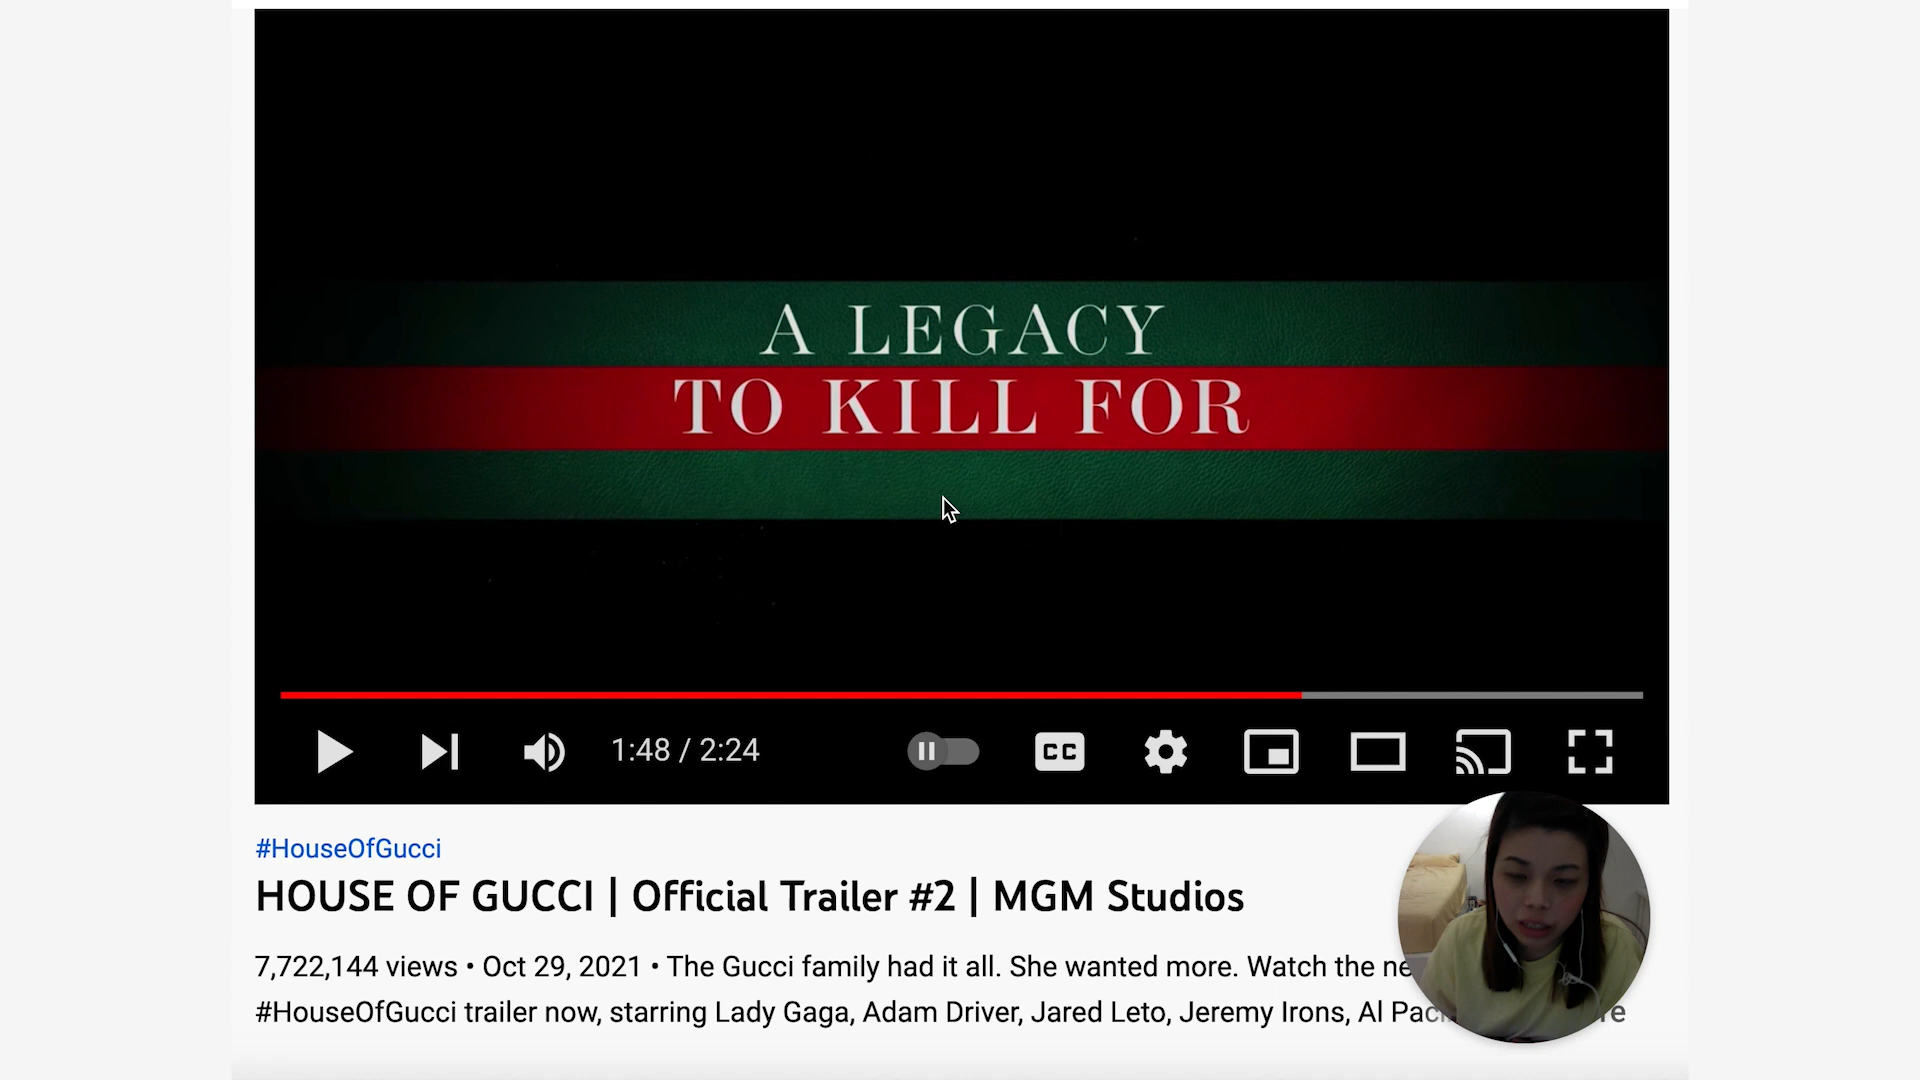 A LEGACY
TO KILL FOR
1:48 / 2:24
CC
#HouseOfGucci
HOUSE OF GUCCI | Official Trailer #2 | MGM Studios
7,722,144 views • Oct 29, 2021 • The Gucci family had it all. She wanted more. Watch the
#HouseOfGucci trailer now, starring Lady Gaga, Adam Driver, Jared Leto, Jeremy Irons, Al